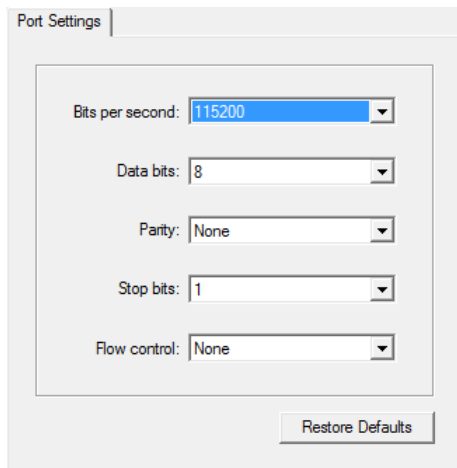 Port Settings
Bits per second: 115200
Data bits: 8
Parity: None
Stop bits: 1
Flow control: None
Restore Defaults